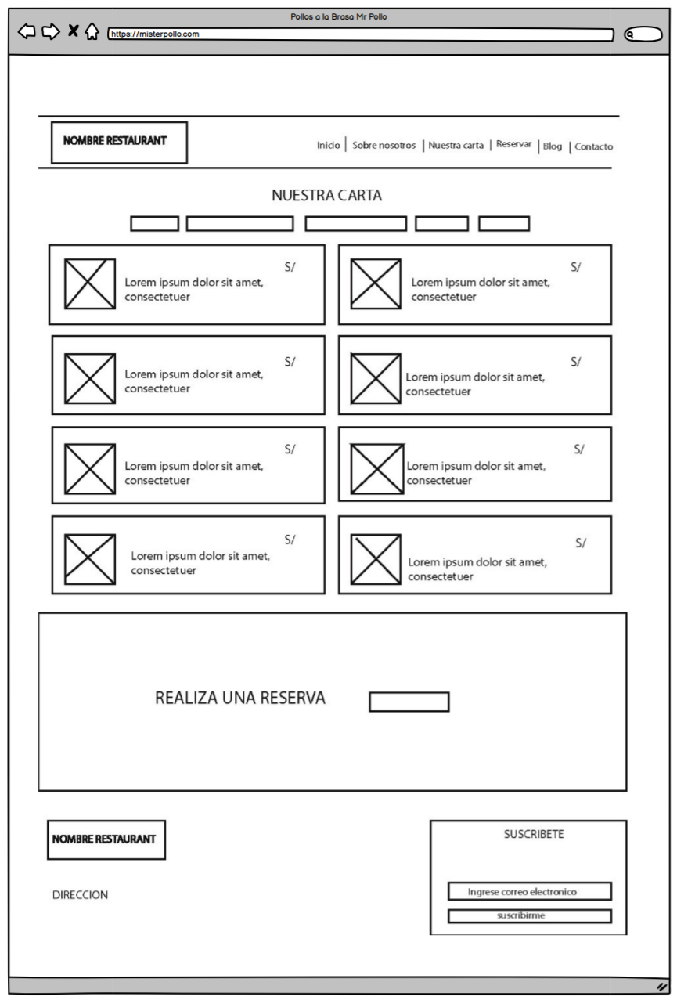 Pollos a la Brasa Mr Pollo
https://misterpollo.com
NOMBRE RESTAURANT
Inicio | Sobre nosotros | Nuestra carta | Reservar | Blog | Contacto
NUESTRA CARTA
S/
Lorem ipsum dolor sit amet,
consectetuer
S/
Lorem ipsum dolor sit amet,
consectetuer
S/
Lorem ipsum dolor sit amet,
consectetuer
S/
Lorem ipsum dolor sit amet,
consectetuer
S/
Lorem ipsum dolor sit amet,
consectetuer
S/
Lorem ipsum dolor sit amet,
consectetuer
S/
Lorem ipsum dolor sit amet,
consectetuer
S/
Lorem ipsum dolor sit amet,
consectetuer
REALIZA UNA RESERVA
NOMBRE RESTAURANT
DIRECCION
SUSCRIBETE
Ingrese correo electronico
suscribirme